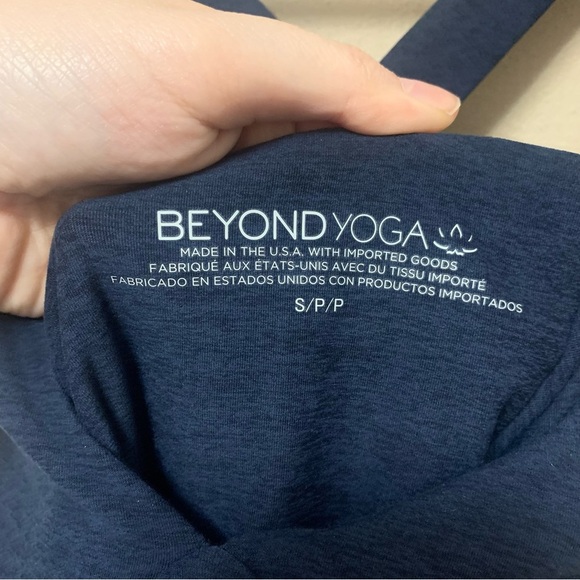 BEYOND YOGA
MADE IN THE U.S.A. WITH IMPORTED GOODS
FABRIQUÉ AUX ÉTATS-UNIS AVEC DU TISSU IMPORTÉ
FABRICADO EN ESTADOS UNIDOS CON PRODUCTOS IMPORTADOS
S/P/P